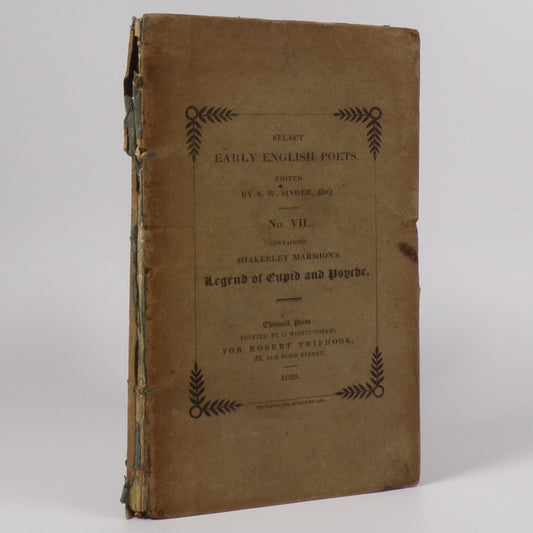 SELECT
EARLY ENGLISH POETS.
EDITED
BY S. W. SINGER, ESQ.
No. VII.
CONTAINING
SHAKERLEY MARMION'S
Legend of Cupid and Psyche.
Chiswick Press:
PRINTED BY C. WHITTINGHAM;
FOR ROBERT TRIPHOOK,
23, OLD BOND STREET.
1820.